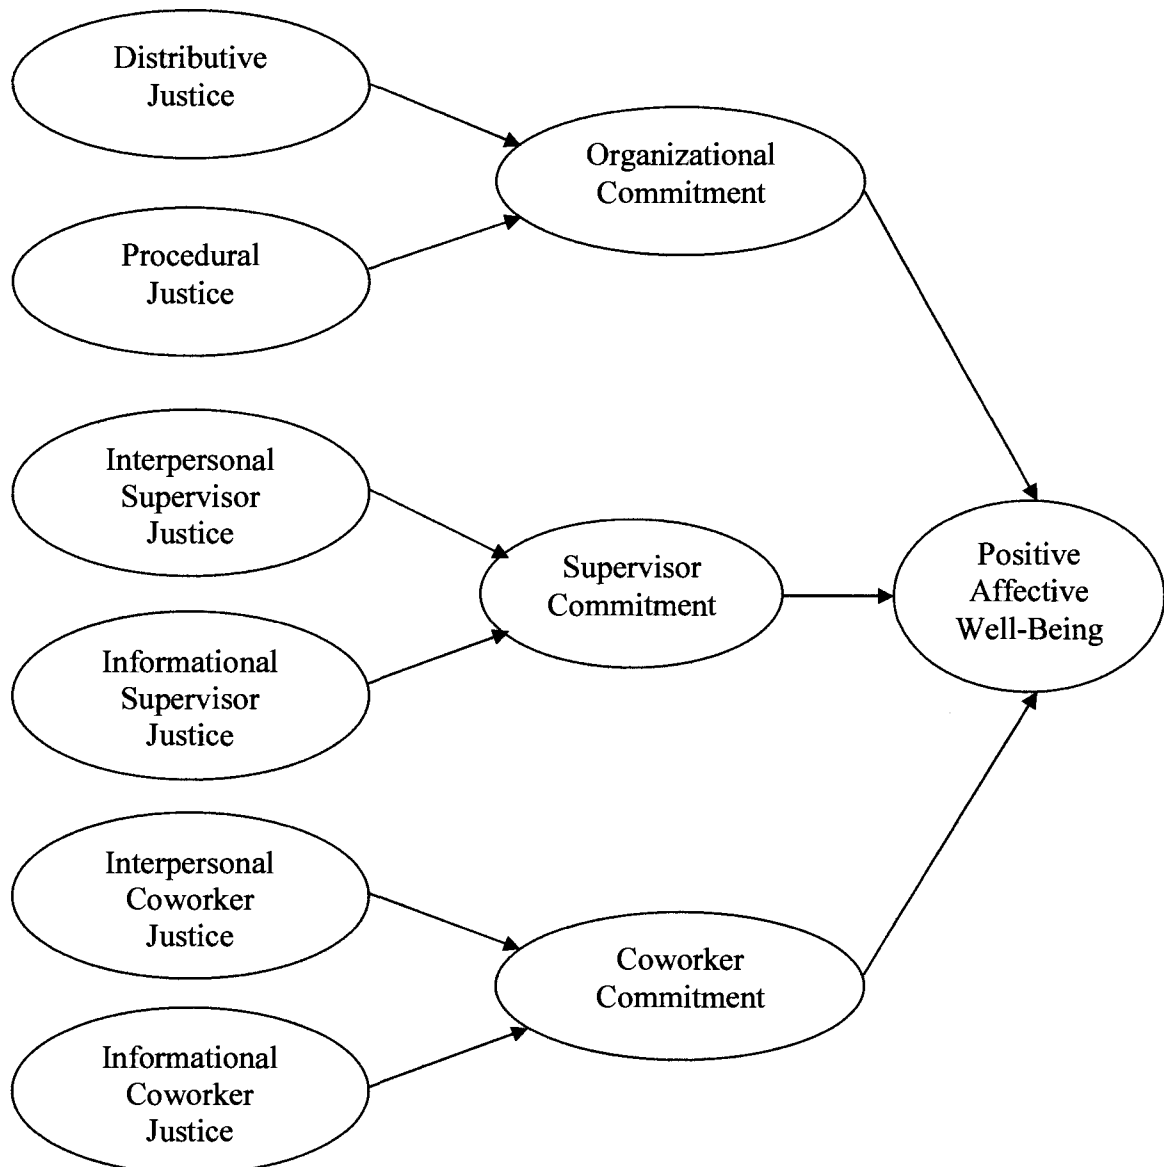 Distributive
Justice
Organizational
Commitment
Procedural
Justice
Interpersonal
Supervisor
Justice
Supervisor
Commitment
Positive
Affective
Well-Being
Informational
Supervisor
Justice
Interpersonal
Coworker
Justice
Coworker
Commitment
Informational
Coworker
Justice